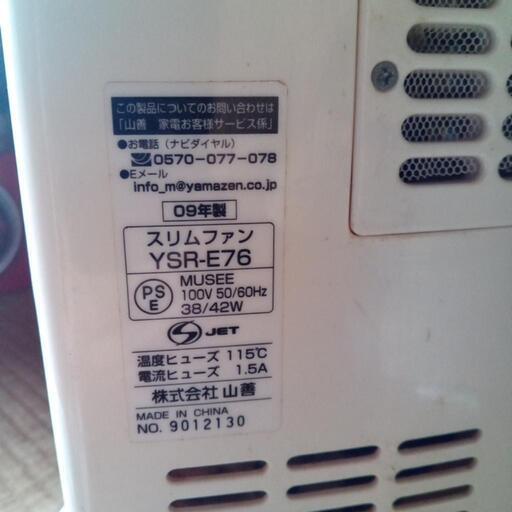 この製品についてのお問い合わせは
「山善　家電お客様サービス係」
●お電話（ナビダイヤル）
0570-077-078
●Eメール
info_m@yamazen.co.jp
09年製
スリムファン
YSR-E76
PS
E
MUSEE
100V 50/60Hz
38/42W
JET
温度ヒューズ 115℃
電流ヒューズ 1.5A
株式会社 山善
MADE IN CHINA
NO. 9012130